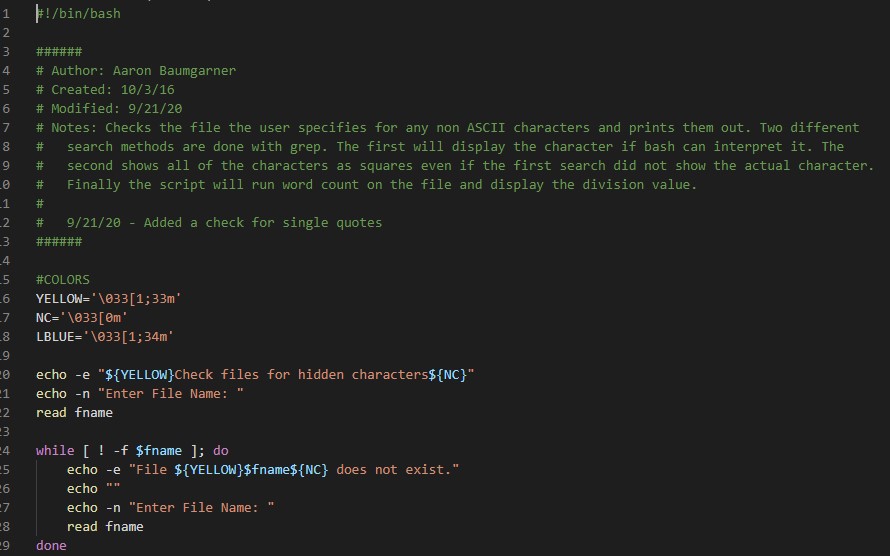 1 #!/bin/bash
2
3 ######
4 # Author: Aaron Baumgarner
5 # Created: 10/3/16
6 # Modified: 9/21/20
7 # Notes: Checks the file the user specifies for any non ASCII characters and prints them out. Two different
8 #   search methods are done with grep. The first will display the character if bash can interpret it. The
9 #   second shows all of the characters as squares even if the first search did not show the actual character.
10 #   Finally the script will run word count on the file and display the division value.
11 #
12 #   9/21/20 - Added a check for single quotes
13 ######
14
15 #COLORS
16 YELLOW='\033[1;33m'
17 NC='\033[0m'
18 LBLUE='\033[1;34m'
19
20 echo -e "${YELLOW}Check files for hidden characters${NC}"
21 echo -n "Enter File Name: "
22 read fname
23
24 while [ ! -f $fname ]; do
25     echo -e "File ${YELLOW}$fname${NC} does not exist."
26     echo ""
27     echo -n "Enter File Name: "
28     read fname
29 done